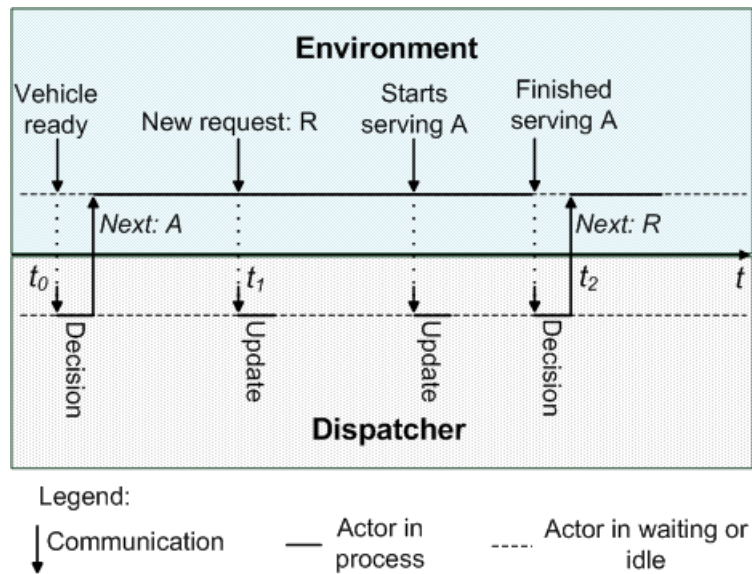 Environment
Vehicle
ready
New request: R
Starts
serving A
Finished
serving A
Next: A
Next: R
t0
t1
t2
t
Decision
Update
Update
Decision
Dispatcher
Legend:
Communication
Actor in
process
Actor in waiting or
idle